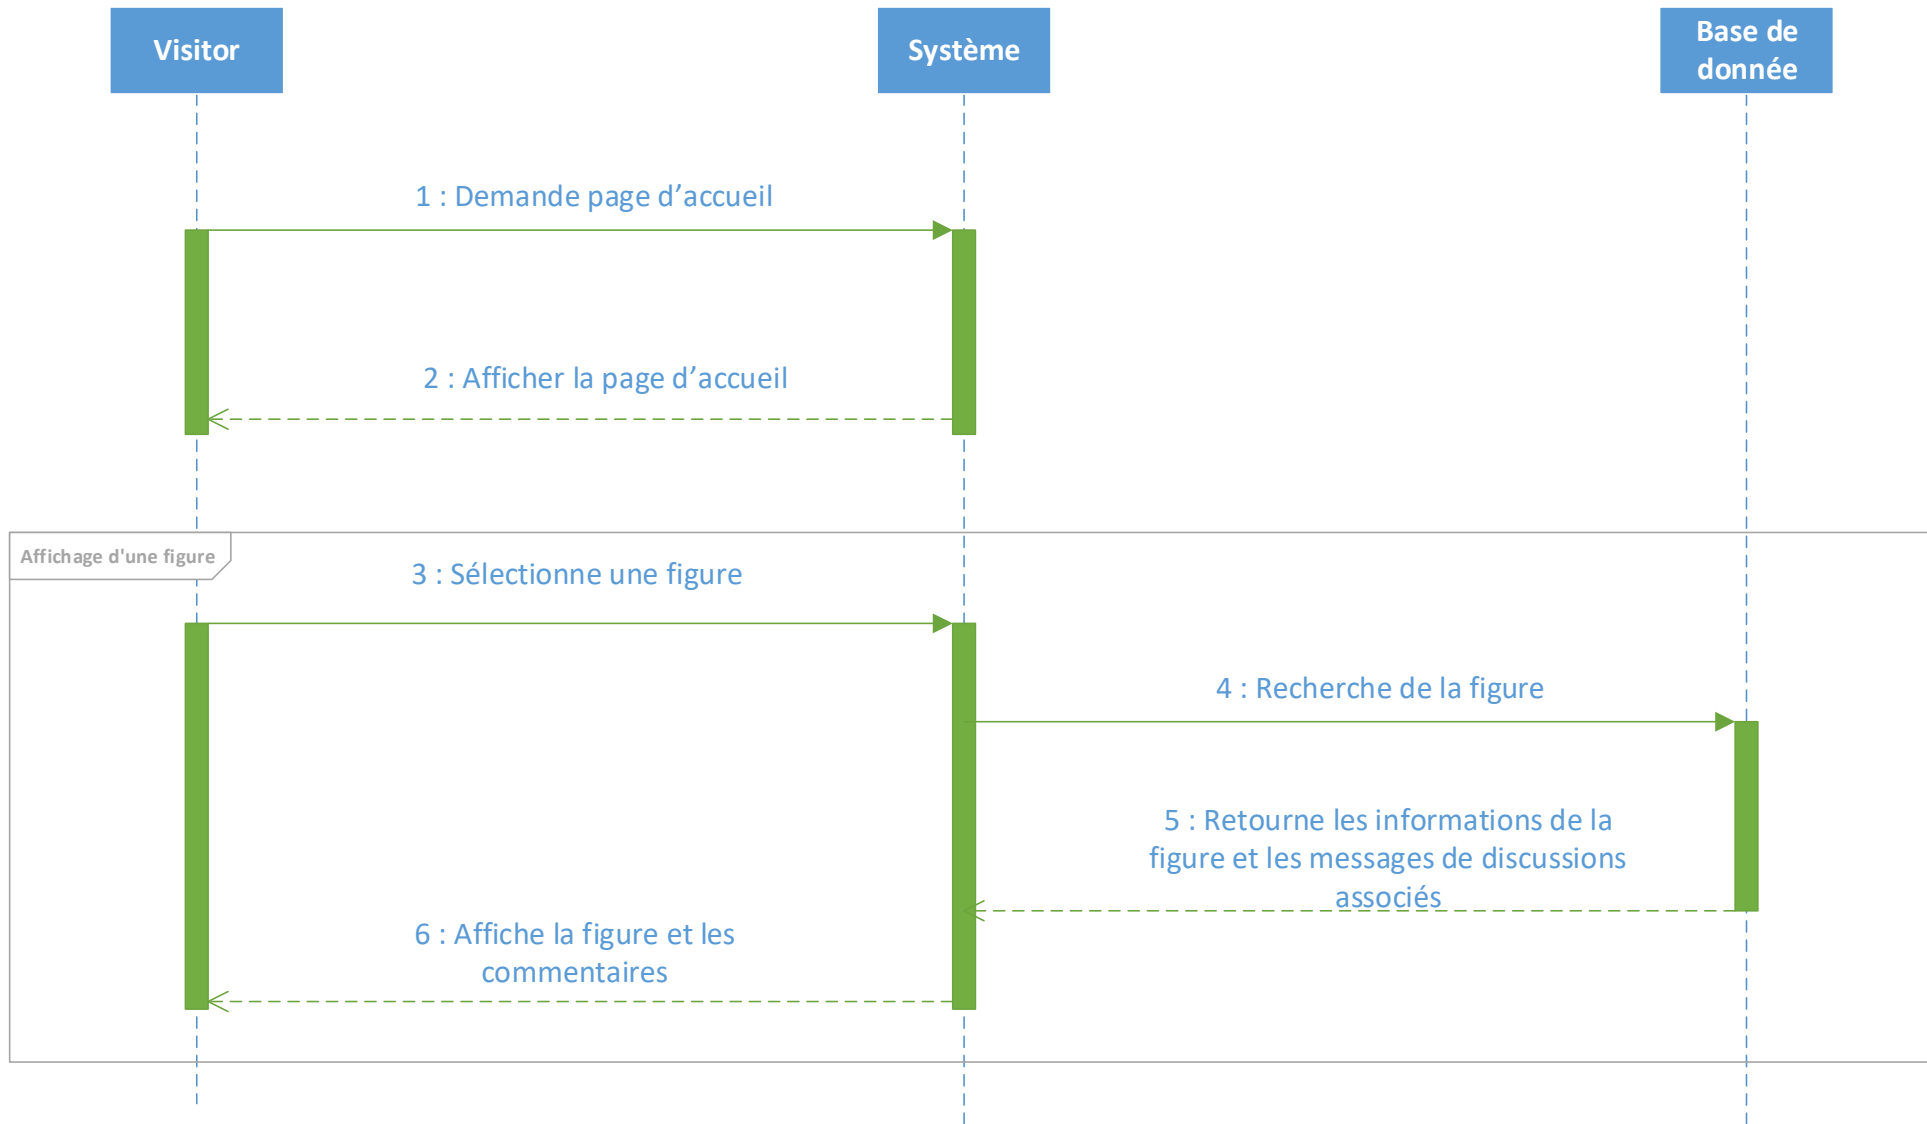 Visitor
Système
Base de
donnée
1 : Demande page d’accueil
2 : Afficher la page d’accueil
Affichage d'une figure
3 : Sélectionne une figure
4 : Recherche de la figure
5 : Retourne les informations de la
figure et les messages de discussions
associés
6 : Affiche la figure et les
commentaires